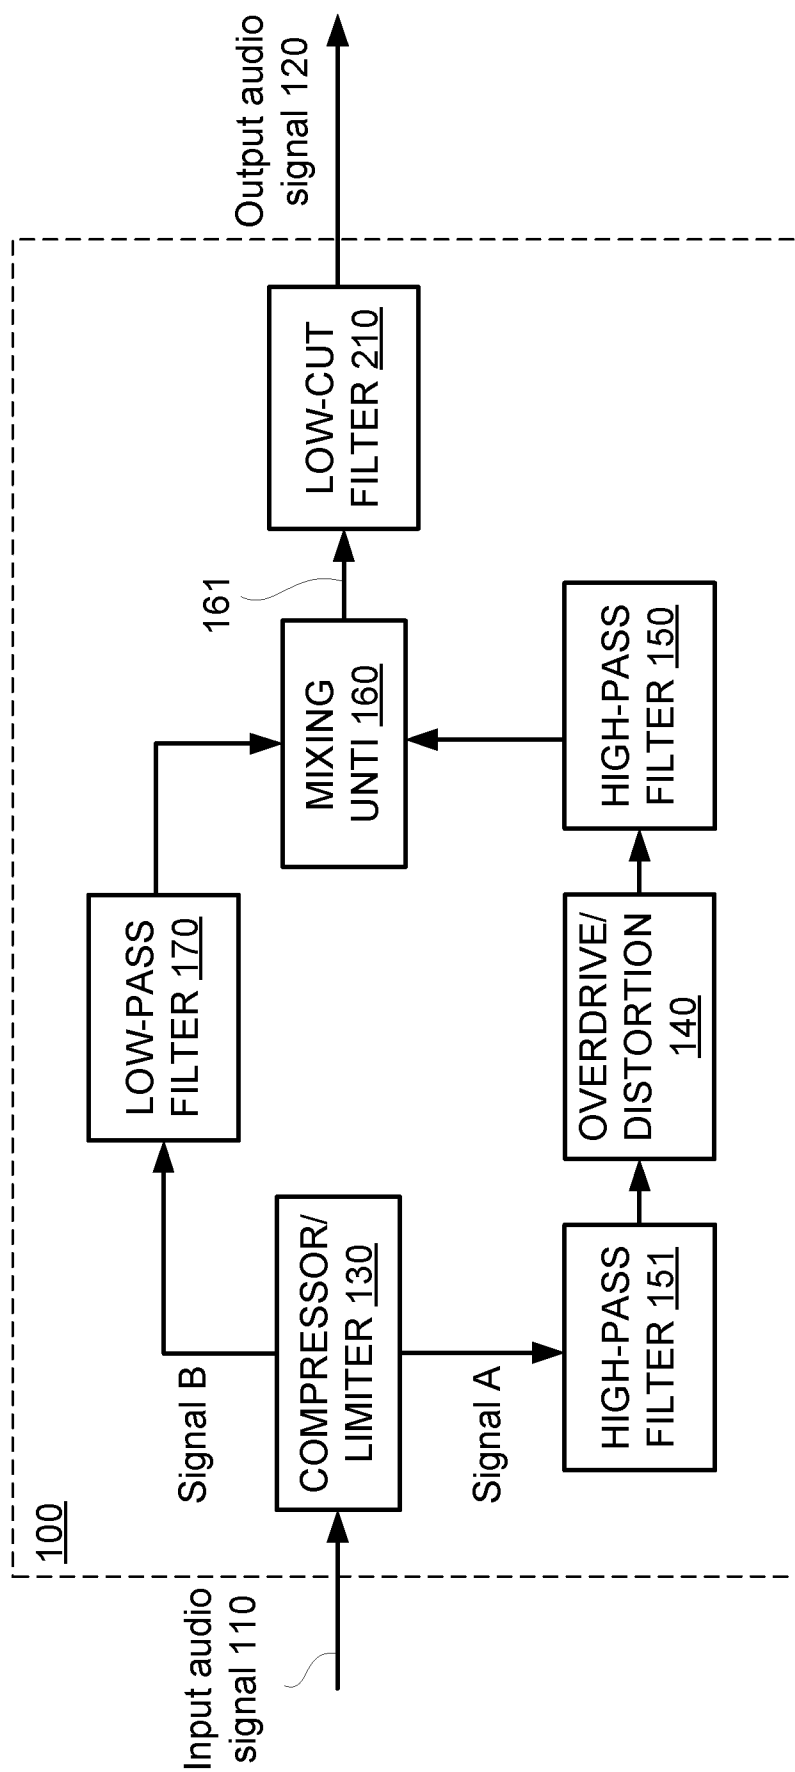 100
Input audio
signal 110
COMPRESSOR/
LIMITER 130
Signal B
Signal A
LOW-PASS
FILTER 170
HIGH-PASS
FILTER 151
OVERDRIVE/
DISTORTION
140
HIGH-PASS
FILTER 150
MIXING
UNTI 160
161
LOW-CUT
FILTER 210
Output audio
signal 120